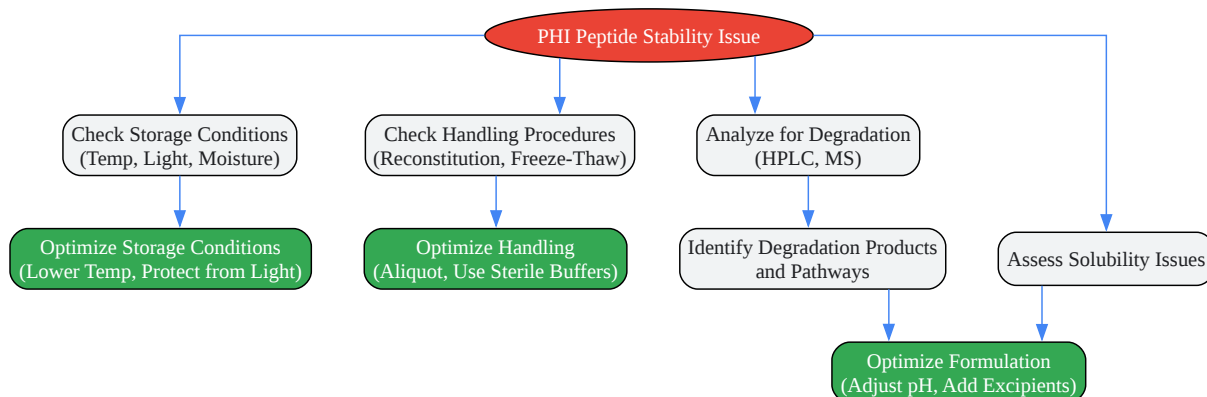 PHI Peptide Stability Issue
Check Storage Conditions
(Temp, Light, Moisture)
Check Handling Procedures
(Reconstitution, Freeze-Thaw)
Analyze for Degradation
(HPLC, MS)
Optimize Storage Conditions
(Lower Temp, Protect from Light)
Optimize Handling
(Aliquot, Use Sterile Buffers)
Identify Degradation Products
and Pathways
Assess Solubility Issues
Optimize Formulation
(Adjust pH, Add Excipients)